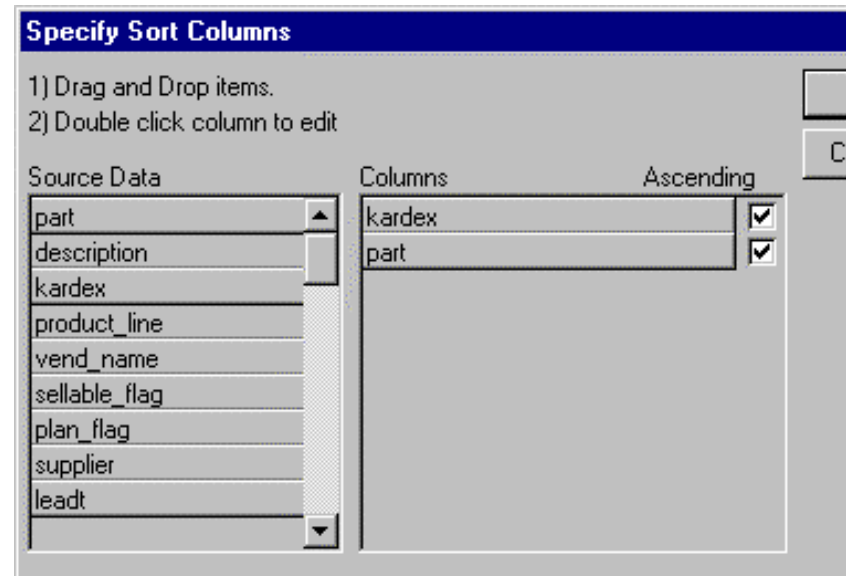 Specify Sort Columns
1) Drag and Drop items.
2) Double click column to edit
C
Source Data
Columns Ascending
part
description
kardex
product_line
vend_name
sellable_flag
plan_flag
supplier
leadt
kardex
part